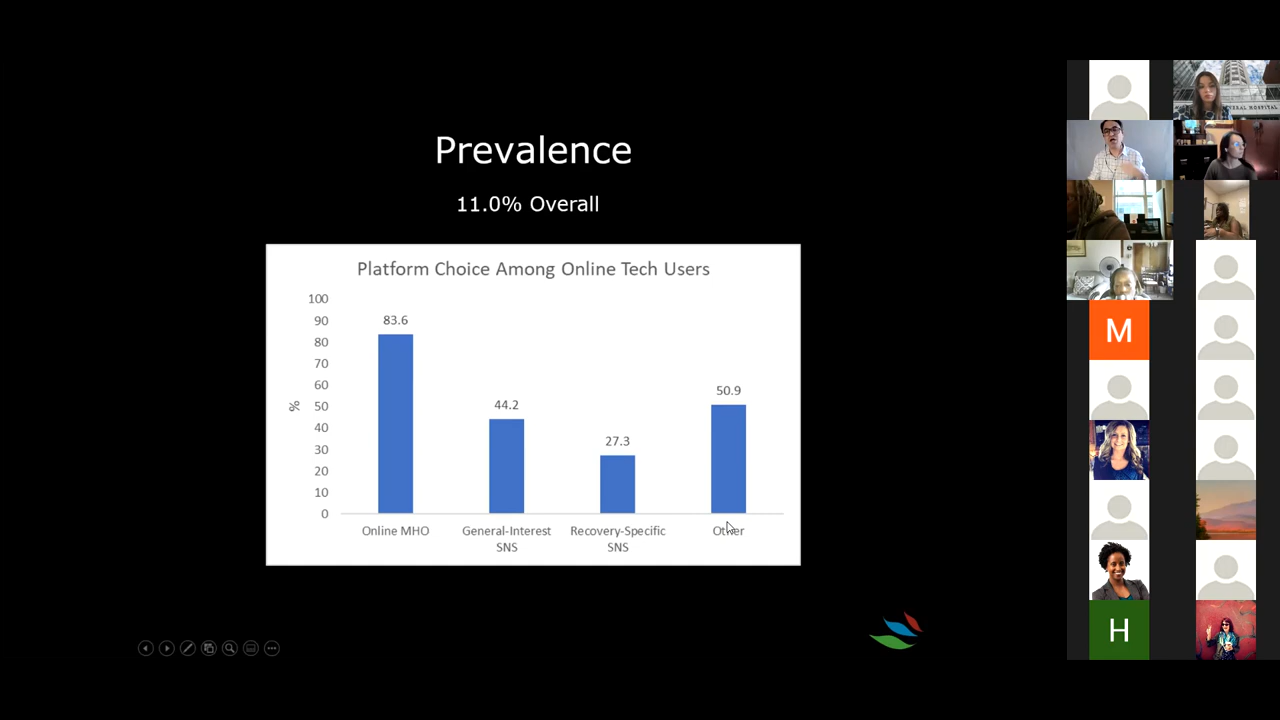 Prevalence
11.0% Overall
Platform Choice Among Online Tech Users
100
90
80
70
60
50
40
30
20
10
0
%
83.6
44.2
27.3
50.9
Online MHO
General-Interest
SNS
Recovery-Specific
SNS
Other
HOSPITAL
M
H